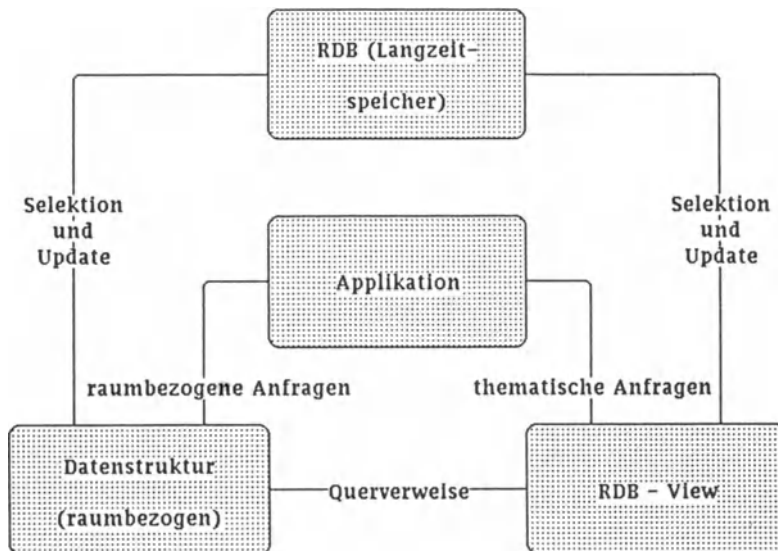 RDB (Langzeit-
speicher)
Selektion
und
Update
Selektion
und
Update
Applikation
raumbezogene Anfragen
thematische Anfragen
Datenstruktur
(raumbezogen)
Querverweise
RDB - View